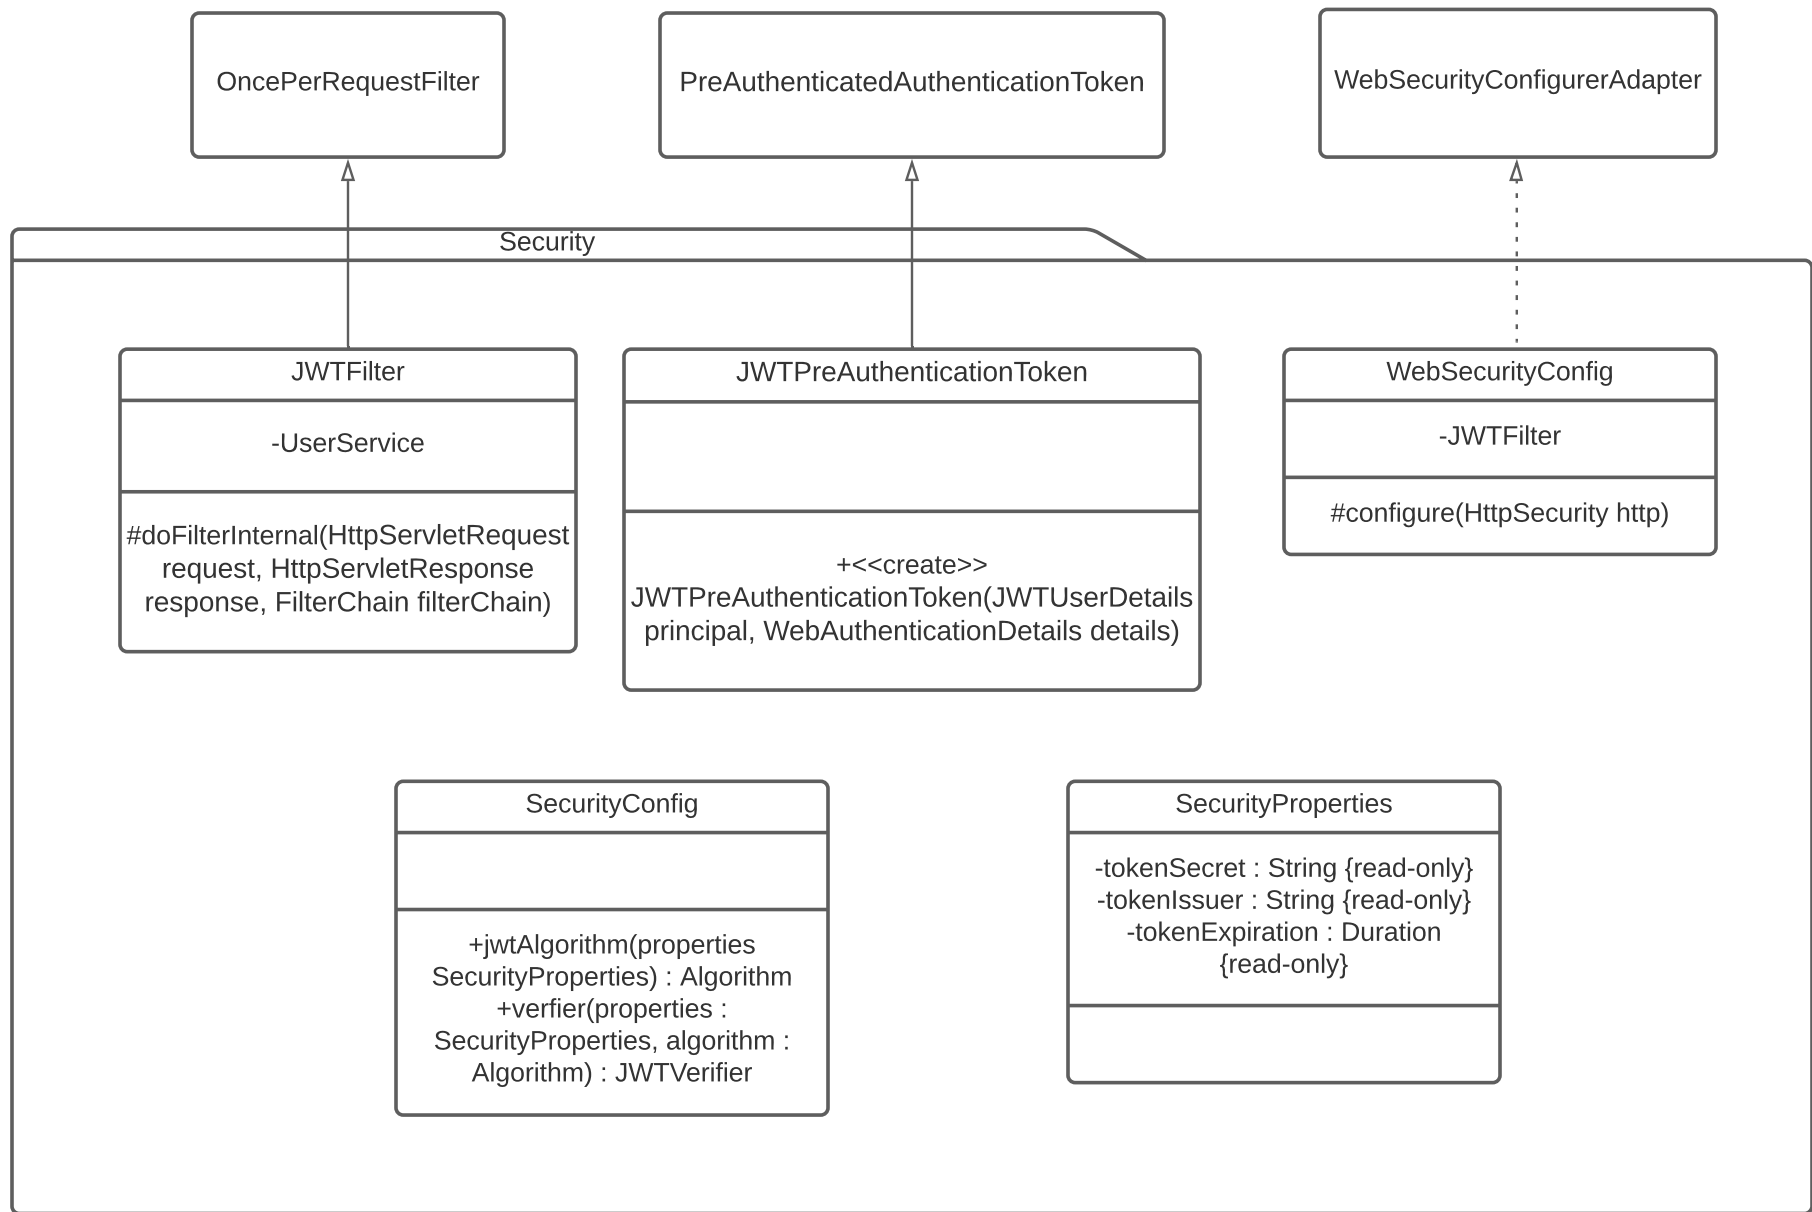 OncePerRequestFilter
PreAuthenticatedAuthenticationToken
WebSecurityConfigurerAdapter
Security
JWTFilter
-UserService
#doFilterInternal(HttpServletRequest
request, HttpServletResponse
response, FilterChain filterChain)
JWTPreAuthenticationToken
+<<create>>
JWTPreAuthenticationToken(JWTUserDetails
principal, WebAuthenticationDetails details)
WebSecurityConfig
-JWTFilter
#configure(HttpSecurity http)
SecurityConfig
+jwtAlgorithm(properties
SecurityProperties) : Algorithm
+verfier(properties :
SecurityProperties, algorithm :
Algorithm) : JWTVerifier
SecurityProperties
-tokenSecret : String {read-only}
-tokenIssuer : String {read-only}
-tokenExpiration : Duration
{read-only}